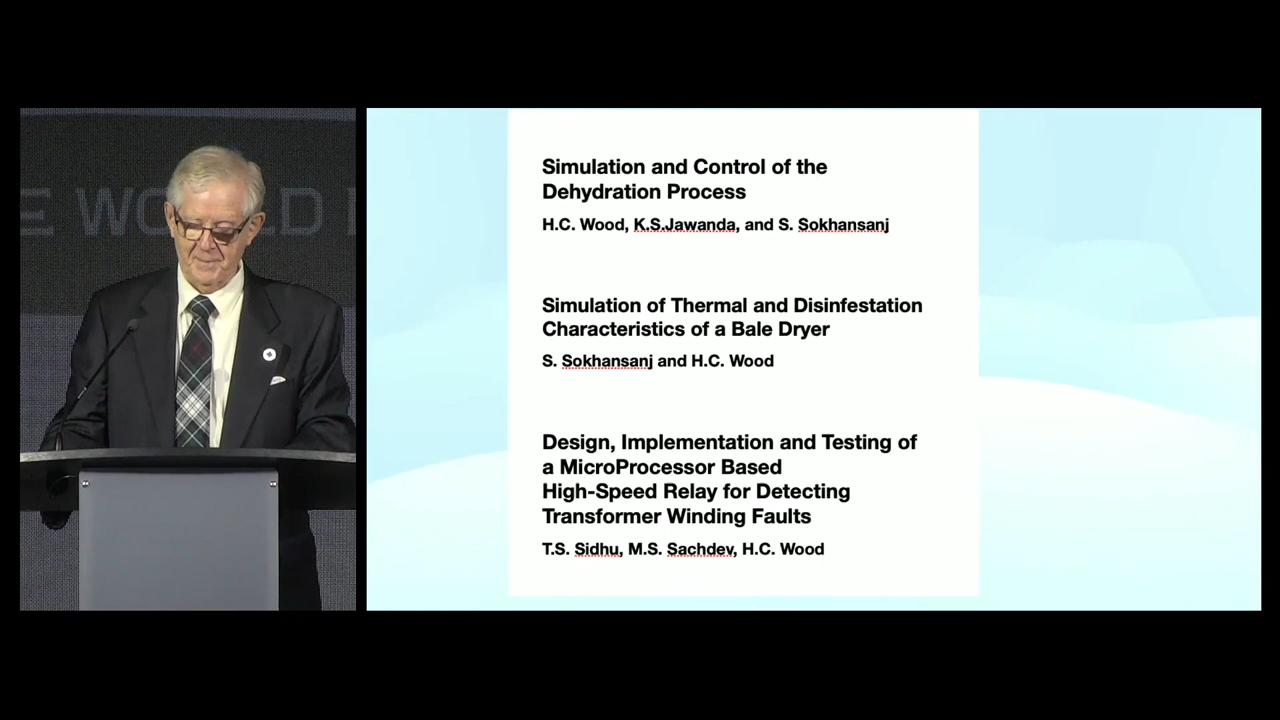 E WORLD
Simulation and Control of the
Dehydration Process
H.C. Wood, K.S.Jawanda, and S. Sokhansanj
Simulation of Thermal and Disinfestation
Characteristics of a Bale Dryer
S. Sokhansanj and H.C. Wood
Design, Implementation and Testing of
a MicroProcessor Based
High-Speed Relay for Detecting
Transformer Winding Faults
T.S. Sidhu, M.S. Sachdev, H.C. Wood